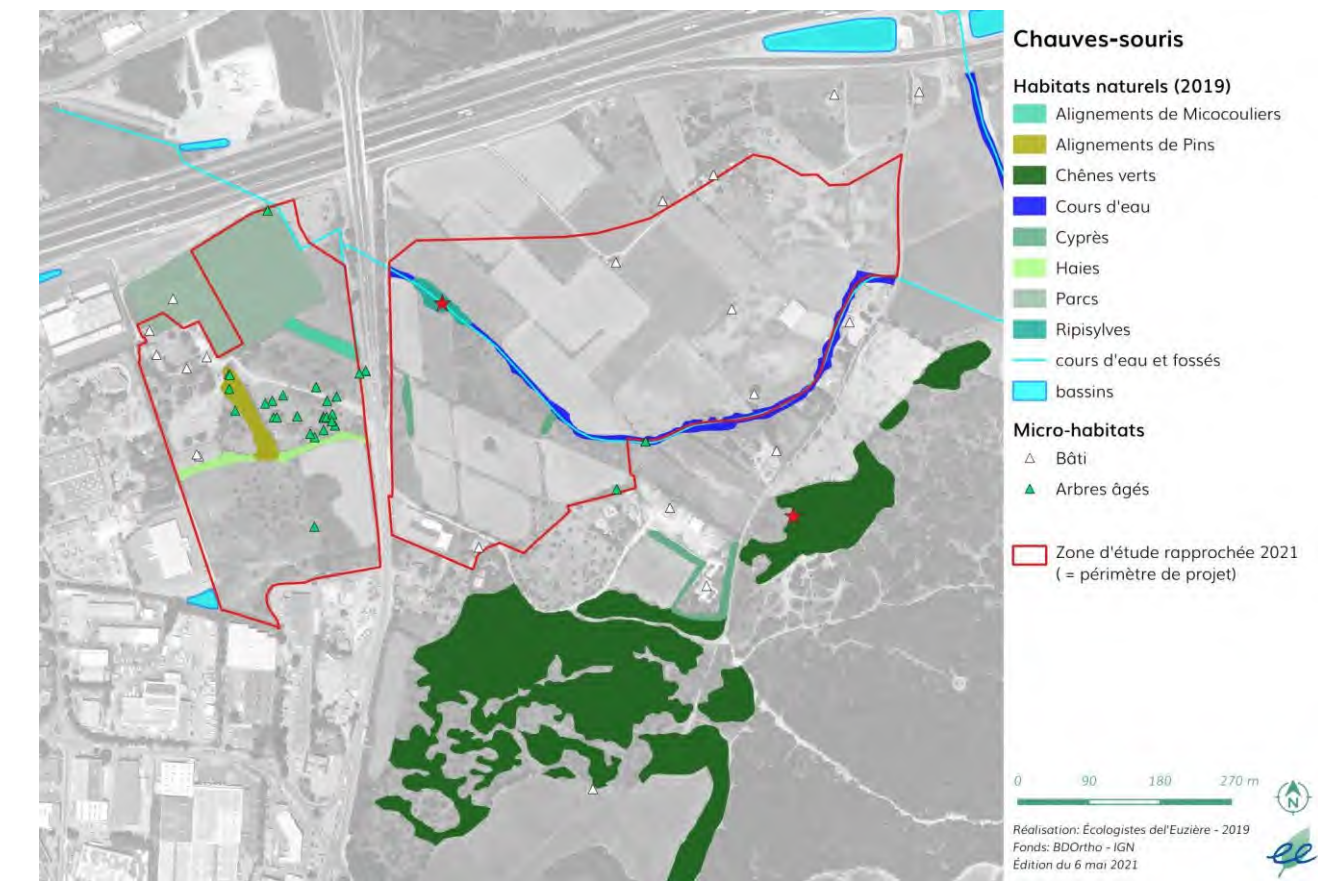 Chauves-souris
Habitats naturels (2019)
Alignements de Micocouliers
Alignements de Pins
Chênes verts
Cours d'eau
Cyprès
Haies
Parcs
Ripisylves
cours d'eau et fossés
bassins
Micro-habitats
Bâti
Arbres âgés
Zone d'étude rapprochée 2021
( = périmètre de projet)
0 90 180 270 m
N
Réalisation: Écologistes del'Euzière - 2019
Fonds: BDOrtho - IGN
Édition du 6 mai 2021
ee